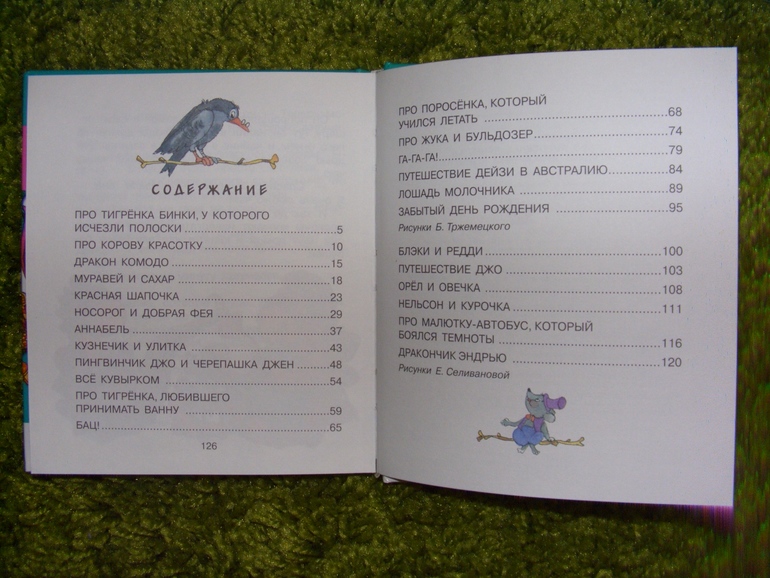 СОДЕРЖАНИЕ
ПРО ТИГРЁНКА БИНКИ, У КОТОРОГО
ИСЧЕЗЛИ ПОЛОСКИ ........ 5
ПРО КОРОВУ КРАСОТКУ ........ 10
ДРАКОН КОМОДО ........ 15
МУРАВЕЙ И САХАР ........ 18
КРАСНАЯ ШАПОЧКА ........ 23
НОСОРОГ И ДОБРАЯ ФЕЯ ........ 29
АННАБЕЛЬ ........ 37
КУЗНЕЧИК И УЛИТКА ........ 43
ПИНГВИНЧИК ДЖО И ЧЕРЕПАШКА ДЖЕН ........ 48
ВСЁ КУВЫРКОМ ........ 54
ПРО ТИГРЁНКА, ЛЮБИВШЕГО
ПРИНИМАТЬ ВАННУ ........ 59
БАЦ! ........ 65
126
ПРО ПОРОСЁНКА, КОТОРЫЙ
УЧИЛСЯ ЛЕТАТЬ ........ 68
ПРО ЖУКА И БУЛЬДОЗЕР ........ 74
ГА-ГА-ГА! ........ 79
ПУТЕШЕСТВИЕ ДЕЙЗИ В АВСТРАЛИЮ ........ 84
ЛОШАДЬ МОЛОЧНИКА ........ 89
ЗАБЫТЫЙ ДЕНЬ РОЖДЕНИЯ ........ 95
Рисунки Б. Тржемецкого
БЛЭКИ И РЕДДИ ........ 100
ПУТЕШЕСТВИЕ ДЖО ........ 103
ОРЁЛ И ОВЕЧКА ........ 108
НЕЛЬСОН И КУРОЧКА ........ 111
ПРО МАЛЮТКУ-АВТОБУС, КОТОРЫЙ
БОЯЛСЯ ТЕМНОТЫ ........ 116
ДРАКОНЧИК ЭНДРЬЮ ........ 120
Рисунки Е. Селивановой